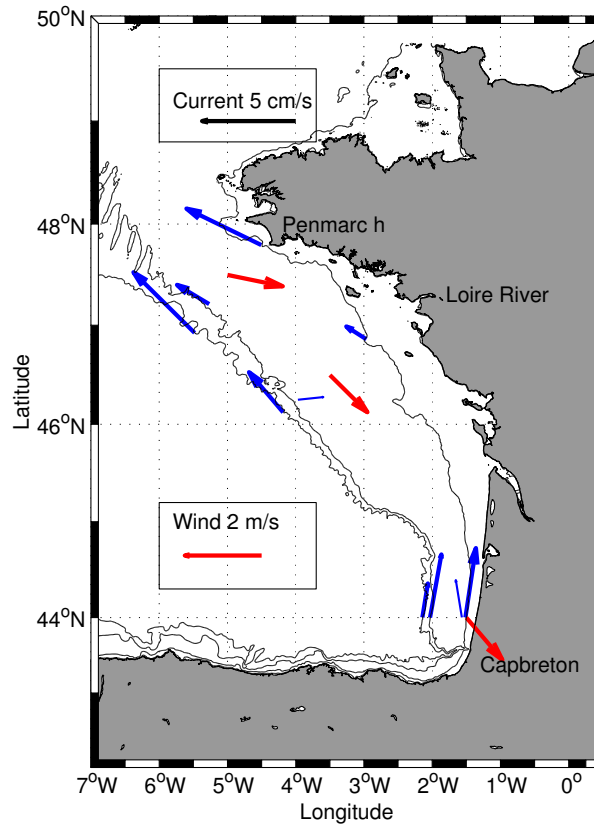 50°N
Current 5 cm/s
48°N
Penmarc h
Loire River
Latitude
46°N
Wind 2 m/s
44°N
Capbreton
7°W 6°W 5°W 4°W 3°W 2°W 1°W 0°
Longitude